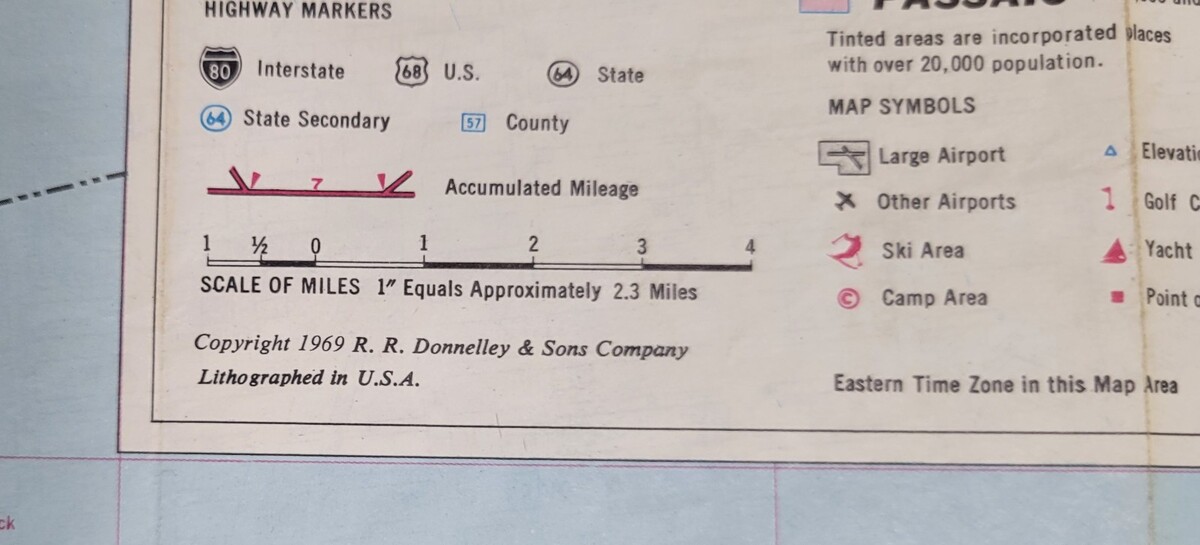 HIGHWAY MARKERS
80 Interstate 68 U.S. 64 State
64 State Secondary 57 County
7 Accumulated Mileage
1 ½ 0 1 2 3 4
SCALE OF MILES 1″ Equals Approximately 2.3 Miles
Copyright 1969 R. R. Donnelley & Sons Company
Lithographed in U.S.A.
PASSAIC
Tinted areas are incorporated places
with over 20,000 population.
MAP SYMBOLS
Large Airport
Other Airports
Ski Area
© Camp Area
Golf
Yacht
Point
Eastern Time Zone in this Map Area